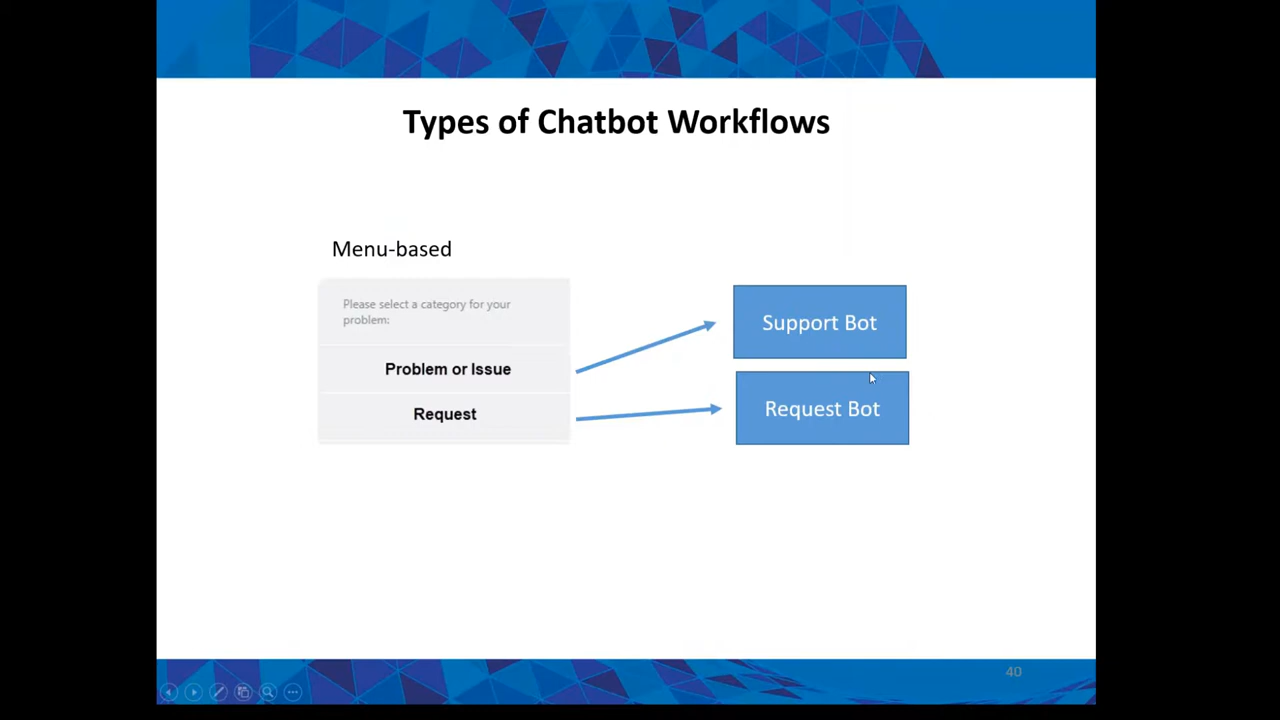 Types of Chatbot Workflows
Menu-based
Please select a category for your
problem:
Problem or Issue
Request
Support Bot
Request Bot
40